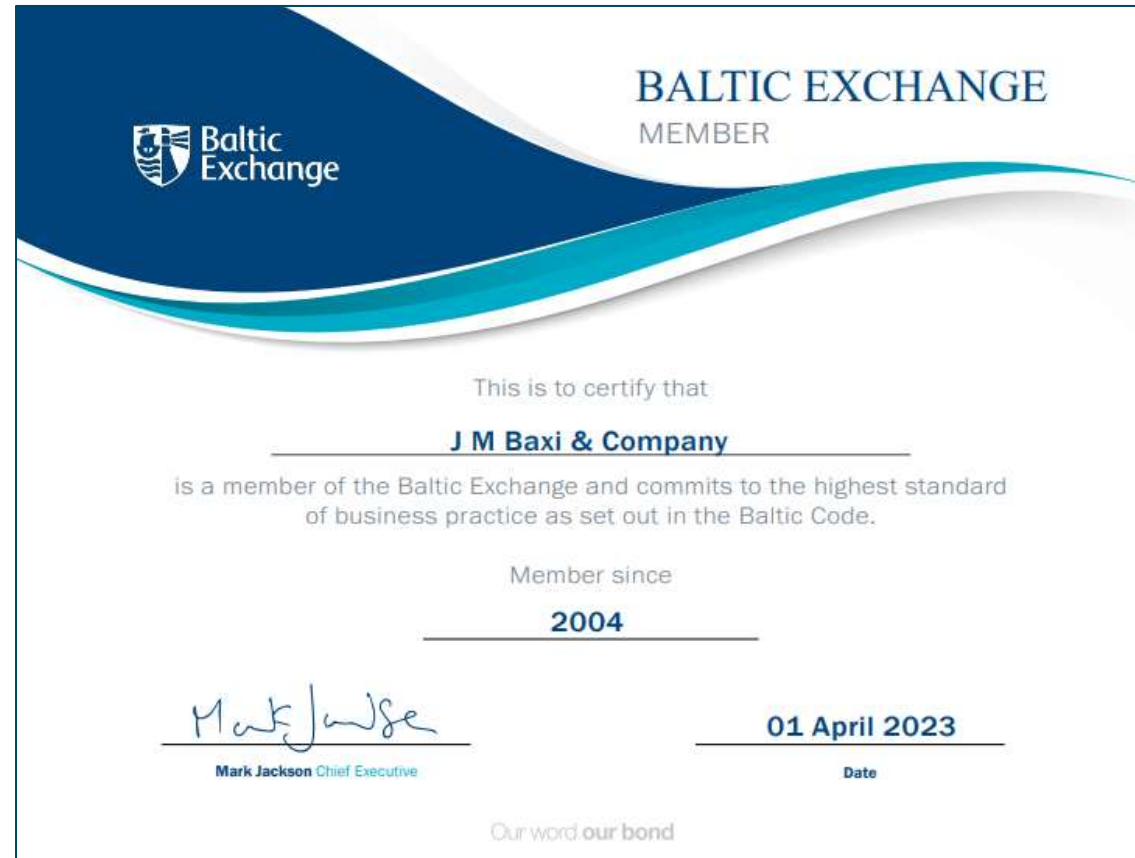 Baltic
Exchange
BALTIC EXCHANGE
MEMBER
This is to certify that
J M Baxi & Company
is a member of the Baltic Exchange and commits to the highest standard
of business practice as set out in the Baltic Code.
Member since
2004
01 April 2023
Mark Jackson Chief Executive
Date
Our word our bond